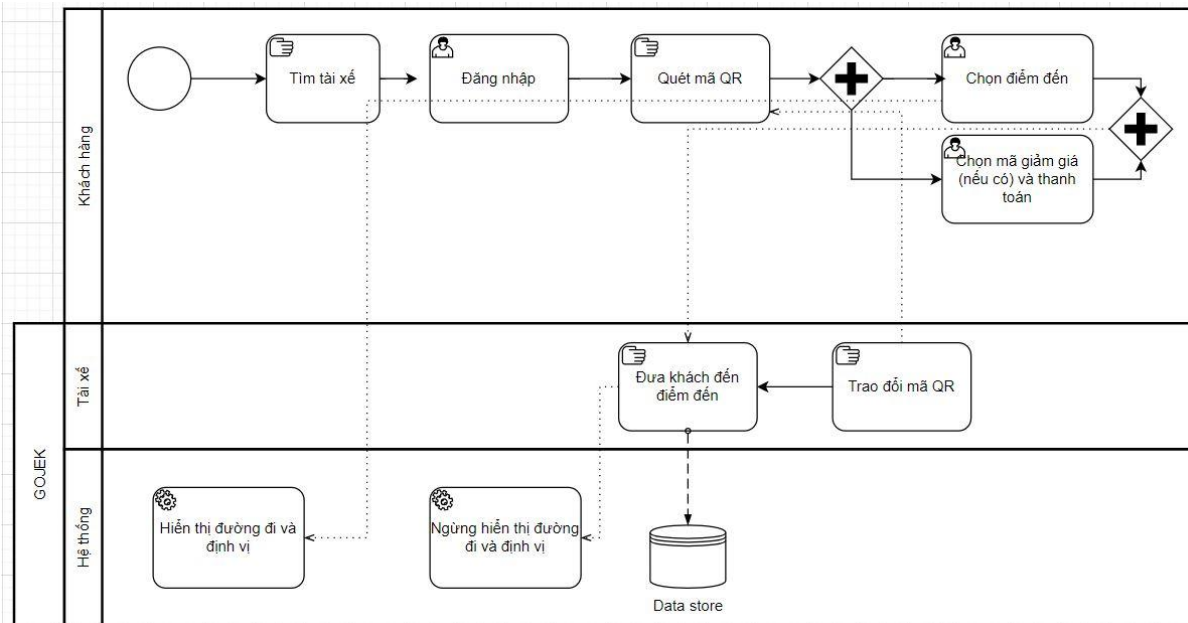 Khách hàng
Tìm tài xế
Đăng nhập
Quét mã QR
Chọn điểm đến
Chọn mã giảm giá
(nếu có) và thanh
toán
GOJEK
Tài xế
Đưa khách đến
điểm đến
Trao đổi mã QR
Hệ thống
Hiển thị đường đi và
định vị
Ngừng hiển thị đường
đi và định vị
Data store